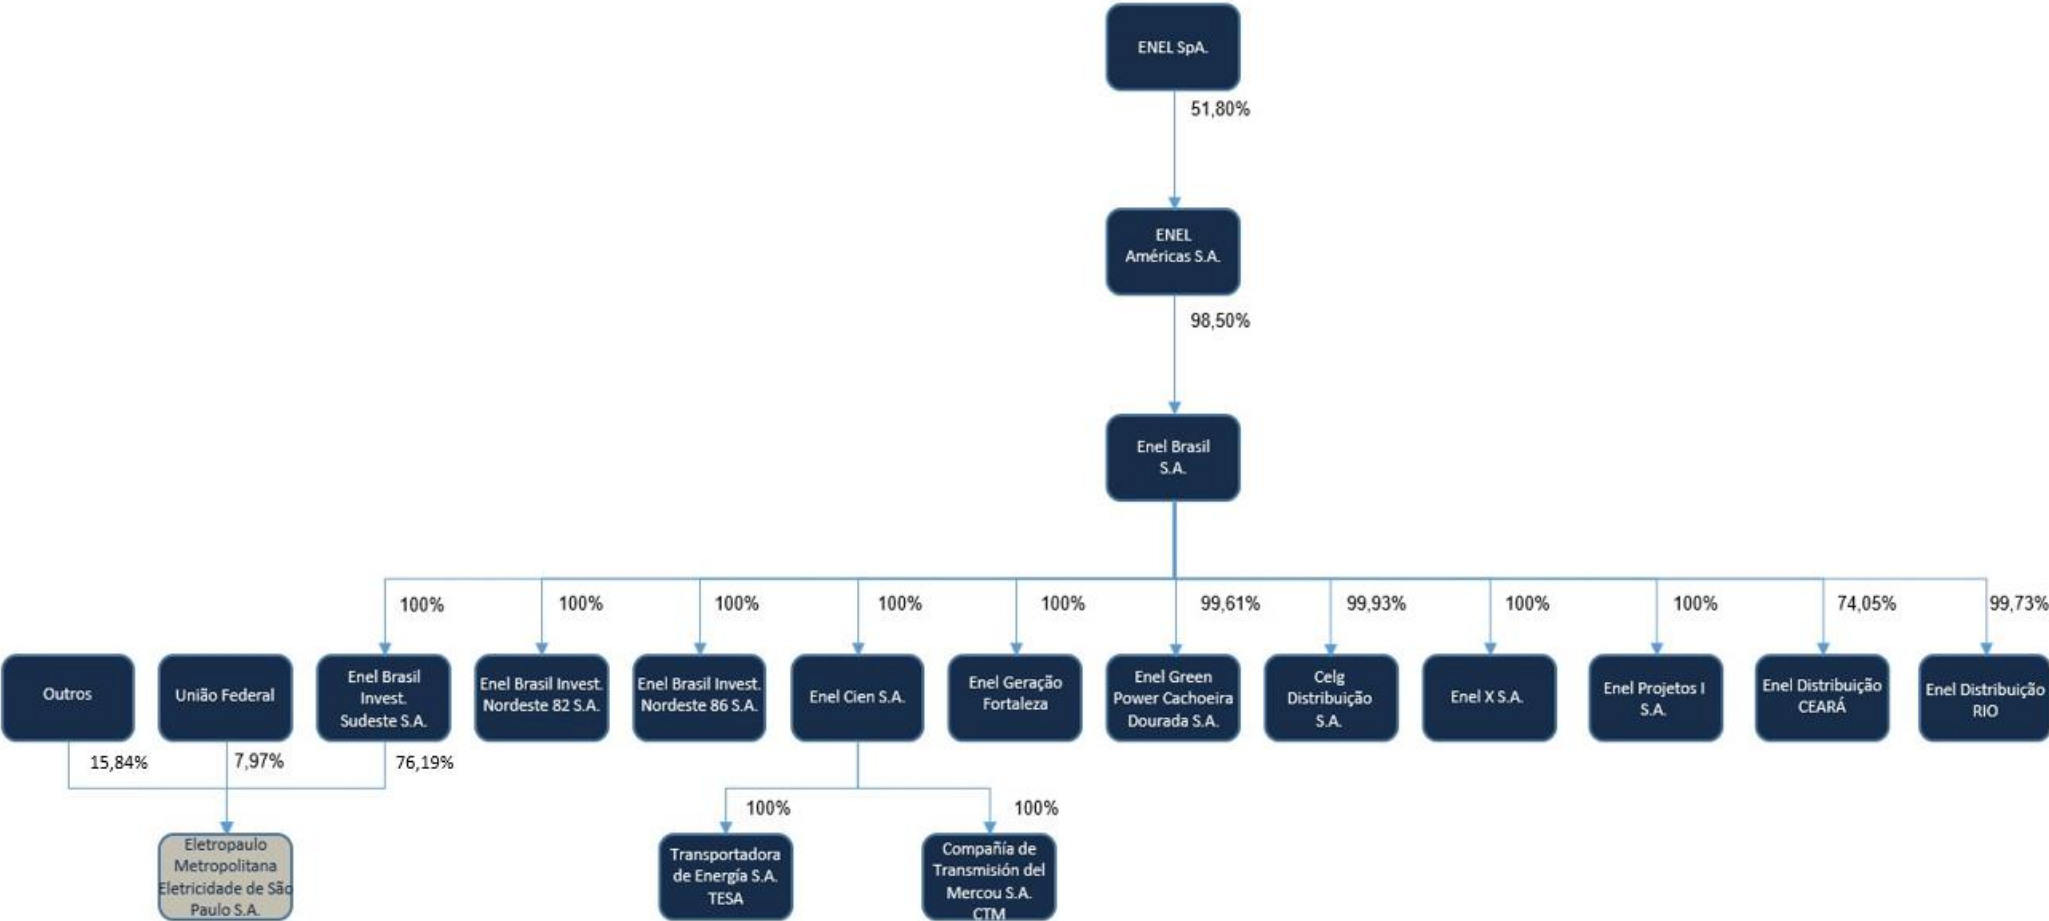 ENEL SpA.
51,80%
ENEL
Américas S.A.
98,50%
Enel Brasil
S.A.
100%
100%
100%
100%
100%
99,61%
99,93%
100%
100%
74,05%
99,73%
Outros
União Federal
Enel Brasil
Invest.
Sudeste S.A.
Enel Brasil Invest.
Nordeste 82 S.A.
Enel Brasil Invest.
Nordeste 86 S.A.
Enel Cien S.A.
Enel Geração
Fortaleza
Enel Green
Power Cachoeira
Dourada S.A.
Celg
Distribuição
S.A.
Enel X S.A.
Enel Projetos I
S.A.
Enel Distribuição
CEARÁ
Enel Distribuição
RIO
15,84%
7,97%
76,19%
100%
100%
Eletropaulo
Metropolitana
Eletricidade de São
Paulo S.A.
Transportadora
de Energía S.A.
TESA
Compañía de
Transmisión del
Mercou S.A.
CTM